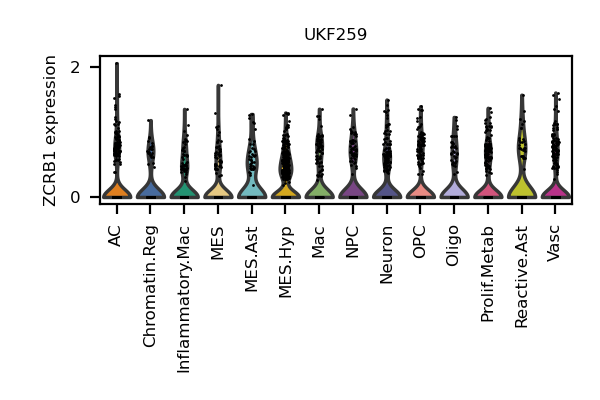 UKF259
ZCRB1 expression
2
0
AC
Chromatin.Reg
Inflammatory.Mac
MES
MES.Ast
MES.Hyp
Mac
NPC
Neuron
OPC
Oligo
Prolif.Metab
Reactive.Ast
Vasc